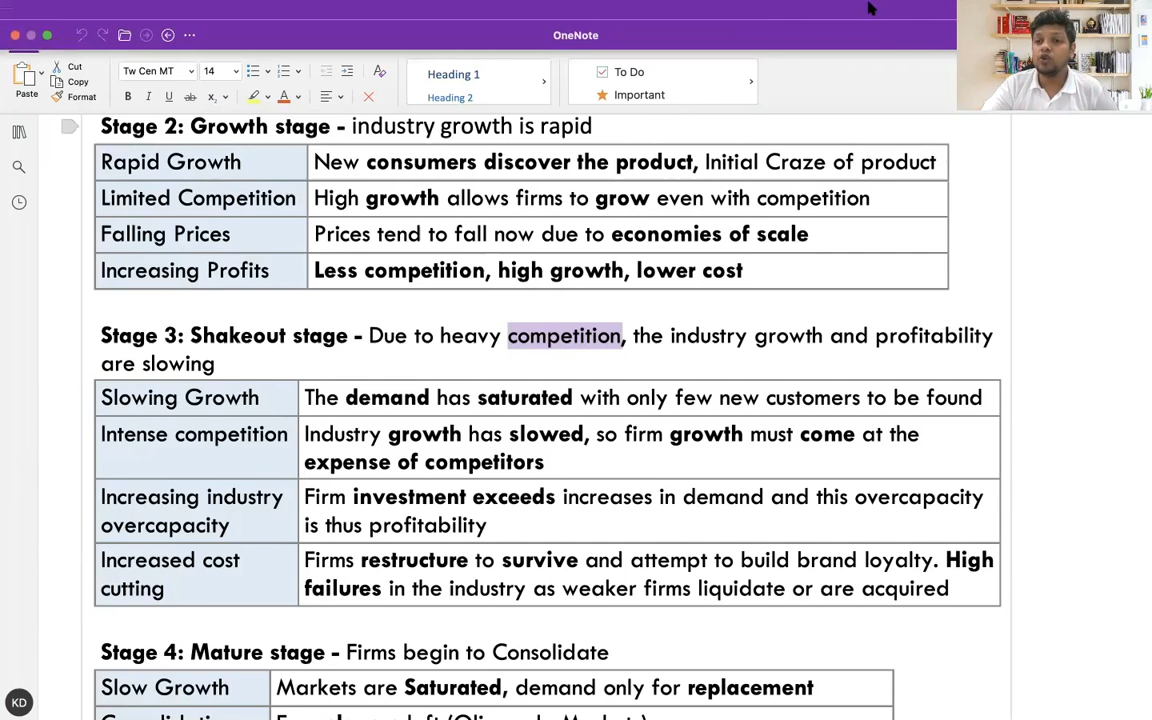 OneNote
Cut
Copy
Format
Paste
Tw Cen MT
14
Heading 1
Heading 2
To Do
Important
Stage 2: Growth stage - industry growth is rapid
Rapid Growth New consumers discover the product, Initial Craze of product
Limited Competition High growth allows firms to grow even with competition
Falling Prices Prices tend to fall now due to economies of scale
Increasing Profits Less competition, high growth, lower cost
Stage 3: Shakeout stage - Due to heavy competition, the industry growth and profitability
are slowing
Slowing Growth The demand has saturated with only few new customers to be found
Intense competition Industry growth has slowed, so firm growth must come at the
expense of competitors
Increasing industry Firm investment exceeds increases in demand and this overcapacity
overcapacity is thus profitability
Increased cost Firms restructure to survive and attempt to build brand loyalty. High
cutting failures in the industry as weaker firms liquidate or are acquired
Stage 4: Mature stage - Firms begin to Consolidate
Slow Growth Markets are Saturated, demand only for replacement
KD